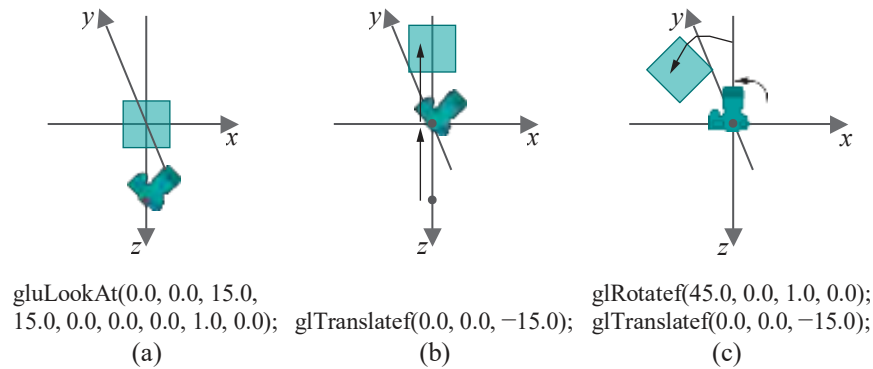 y
x
z
y
x
z
y
x
z
gluLookAt(0.0, 0.0, 15.0,
15.0, 0.0, 0.0, 0.0, 1.0, 0.0);
(a)
glTranslatef(0.0, 0.0, −15.0);
(b)
glRotatef(45.0, 0.0, 1.0, 0.0);
glTranslatef(0.0, 0.0, −15.0);
(c)